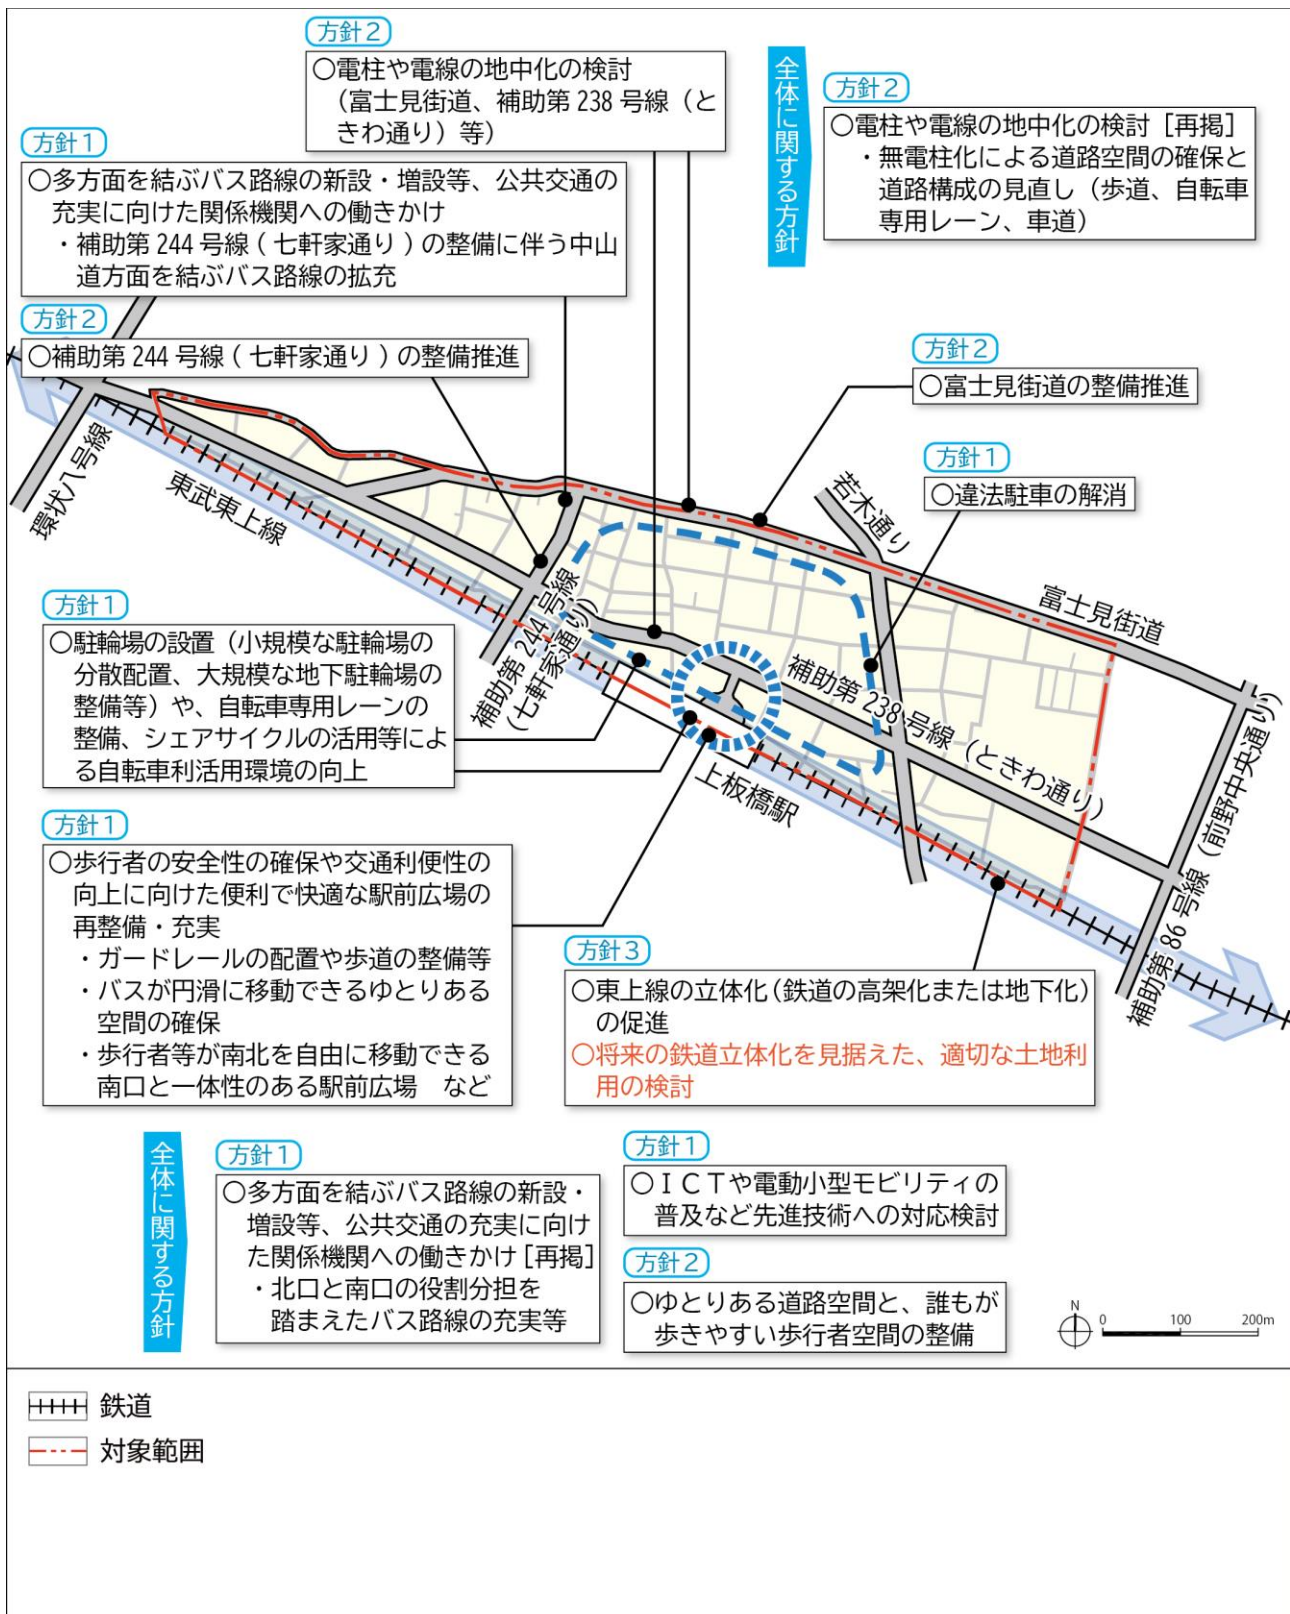 方針2
○電柱や電線の地中化の検討
（富士見街道、補助第 238 号線（と
きわ通り）等）
全体に関する方針
方針2
○電柱や電線の地中化の検討［再掲］
・無電柱化による道路空間の確保と
道路構成の見直し（歩道、自転車
専用レーン、車道）
方針1
○多方面を結ぶバス路線の新設・増設等、公共交通の
充実に向けた関係機関への働きかけ
・補助第 244 号線（七軒家通り）の整備に伴う中山
道方面を結ぶバス路線の拡充
方針2
○補助第 244 号線（七軒家通り）の整備推進
方針2
○富士見街道の整備推進
方針1
○違法駐車の解消
環状八号線
東武東上線
若木通り
富士見街道
補助第 244 号線
（七軒家通り）
補助第 238 号線（ときわ通り）
上板橋駅
補助第 86 号線（前野中央通り）
方針1
○駐輪場の設置（小規模な駐輪場の
分散配置、大規模な地下駐輪場の
整備等）や、自転車専用レーンの
整備、シェアサイクルの活用等によ
る自転車利活用環境の向上
方針1
○歩行者の安全性の確保や交通利便性の
向上に向けた便利で快適な駅前広場の
再整備・充実
・ガードレールの配置や歩道の整備等
・バスが円滑に移動できるゆとりある
空間の確保
・歩行者等が南北を自由に移動できる
南口と一体性のある駅前広場　など
方針3
○東上線の立体化（鉄道の高架化または地下化）
の促進
○将来の鉄道立体化を見据えた、適切な土地利
用の検討
全体に関する方針
方針1
○多方面を結ぶバス路線の新設・
増設等、公共交通の充実に向け
た関係機関への働きかけ［再掲］
・北口と南口の役割分担を
踏まえたバス路線の充実等
方針1
○ＩＣＴや電動小型モビリティの
普及など先進技術への対応検討
方針2
○ゆとりある道路空間と、誰もが
歩きやすい歩行者空間の整備
N
0 100 200m
鉄道
対象範囲